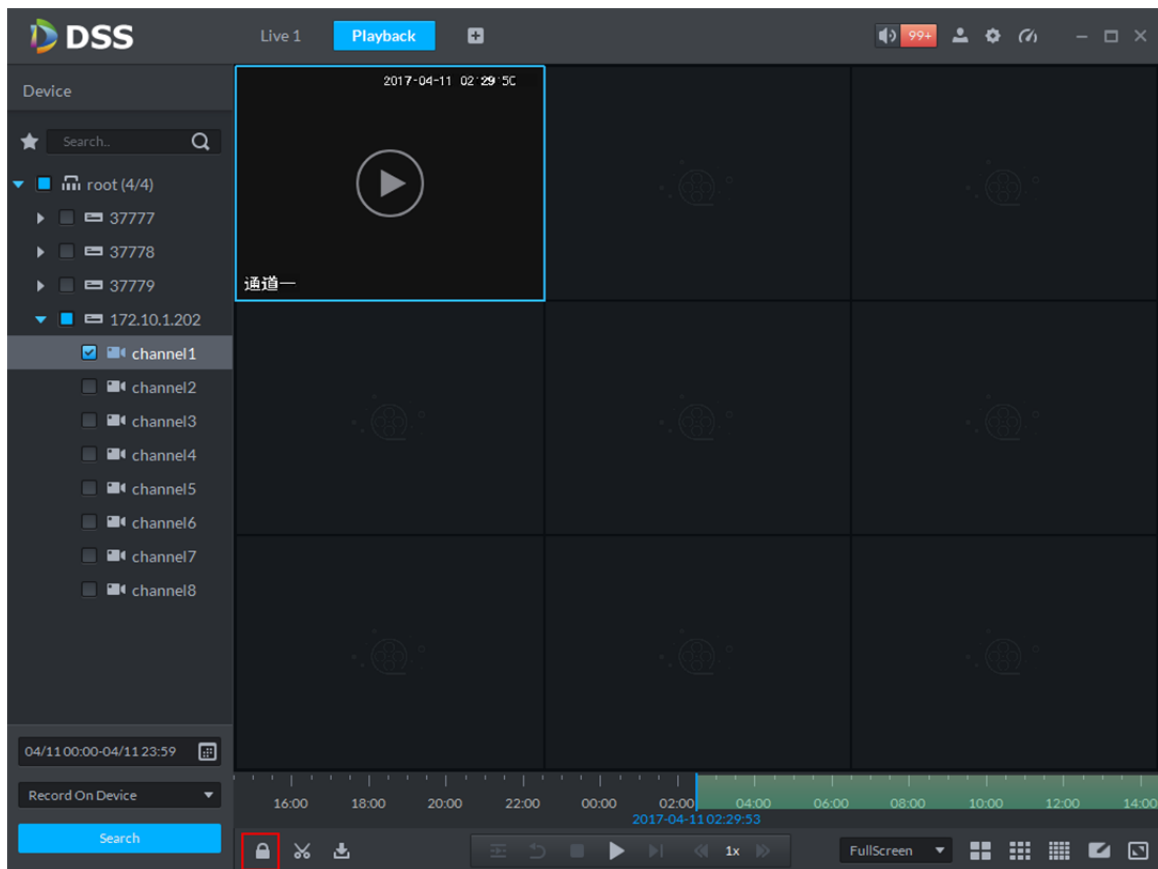 DSS
Live 1
Playback
99+
Device
Search..
root (4/4)
37777
37778
37779
172.10.1.202
channel1
channel2
channel3
channel4
channel5
channel6
channel7
channel8
04/11 00:00-04/11 23:59
Record On Device
Search
2017-04-11 02:29:50
通道一
16:00 18:00 20:00 22:00 00:00 02:00 04:00 06:00 08:00 10:00 12:00 14:00
2017-04-11 02:29:53
1x
FullScreen